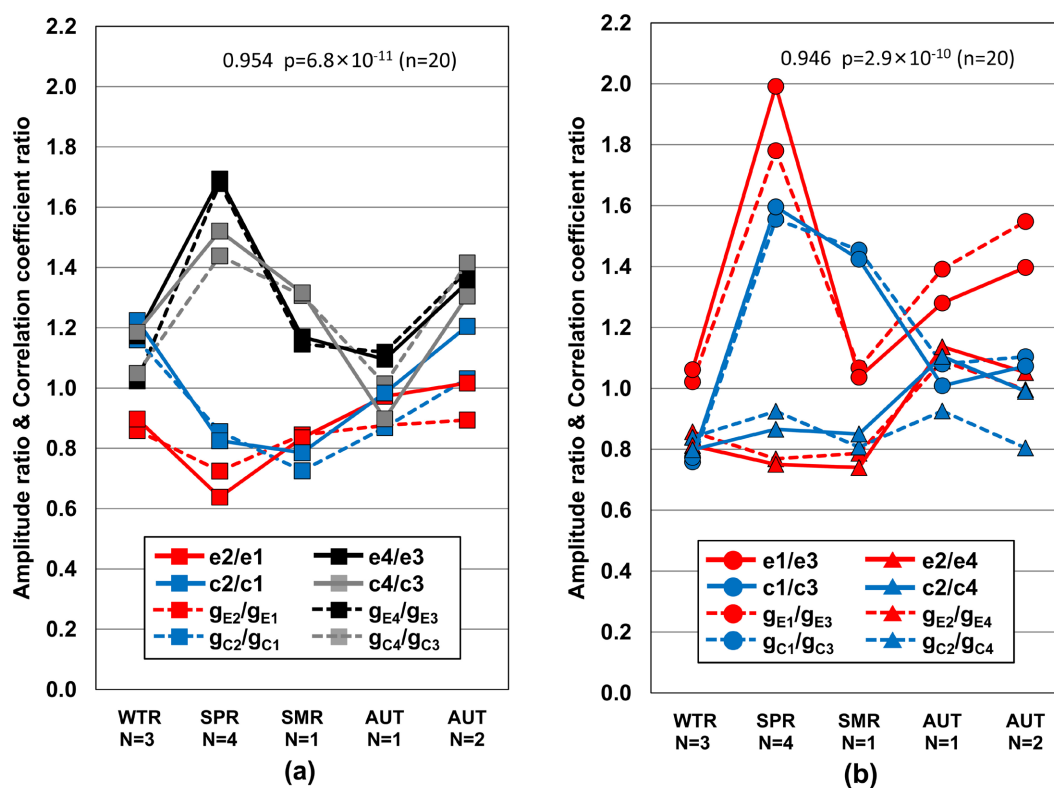 Amplitude ratio & Correlation coefficient ratio
2.2
2.0
1.8
1.6
1.4
1.2
1.0
0.8
0.6
0.4
0.2
0.0
0.954 p=6.8×10⁻¹¹ (n=20)
e2/e1
e4/e3
c2/c1
c4/c3
gE2/gE1
gE4/gE3
gC2/gC1
gC4/gC3
WTR SPR SMR AUT AUT
N=3 N=4 N=1 N=1 N=2
(a)
Amplitude ratio & Correlation coefficient ratio
2.2
2.0
1.8
1.6
1.4
1.2
1.0
0.8
0.6
0.4
0.2
0.0
0.946 p=2.9×10⁻¹⁰ (n=20)
e1/e3
e2/e4
c1/c3
c2/c4
gE1/gE3
gE2/gE4
gC1/gC3
gC2/gC4
WTR SPR SMR AUT AUT
N=3 N=4 N=1 N=1 N=2
(b)